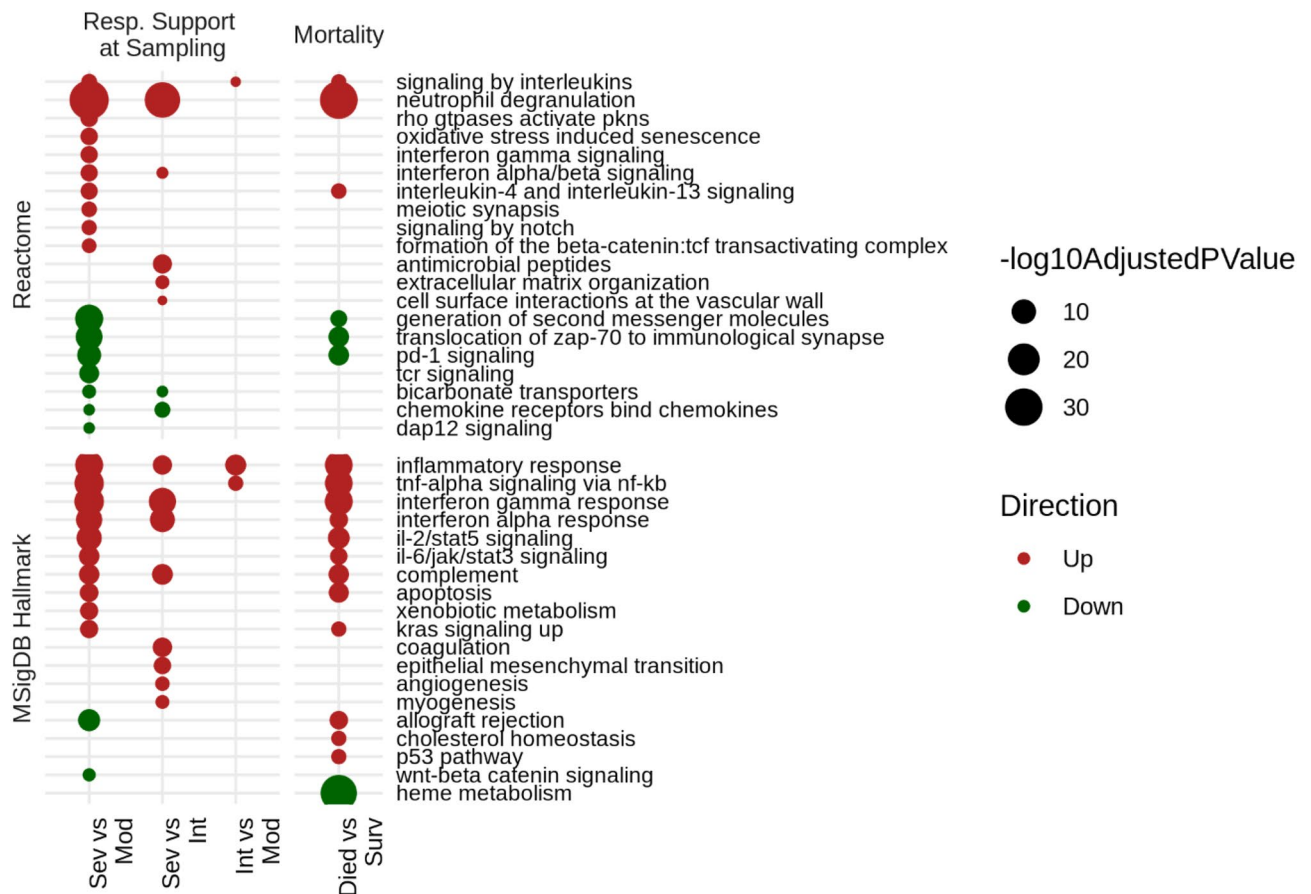 Resp. Support
at Sampling
Mortality
Reactome
signaling by interleukins
neutrophil degranulation
rho gtpases activate pkns
oxidative stress induced senescence
interferon gamma signaling
interferon alpha/beta signaling
interleukin-4 and interleukin-13 signaling
meiotic synapsis
signaling by notch
formation of the beta-catenin:tcf transactivating complex
antimicrobial peptides
extracellular matrix organization
cell surface interactions at the vascular wall
generation of second messenger molecules
translocation of zap-70 to immunological synapse
pd-1 signaling
tcr signaling
bicarbonate transporters
chemokine receptors bind chemokines
dap12 signaling
MSigDB Hallmark
inflammatory response
tnf-alpha signaling via nf-kb
interferon gamma response
interferon alpha response
il-2/stat5 signaling
il-6/jak/stat3 signaling
complement
apoptosis
xenobiotic metabolism
kras signaling up
coagulation
epithelial mesenchymal transition
angiogenesis
myogenesis
allograft rejection
cholesterol homeostasis
p53 pathway
wnt-beta catenin signaling
heme metabolism
Sev vs
Mod
Sev vs
Int
Int vs
Mod
Died vs
Surv
-log10AdjustedPValue
10
20
30
Direction
Up
Down